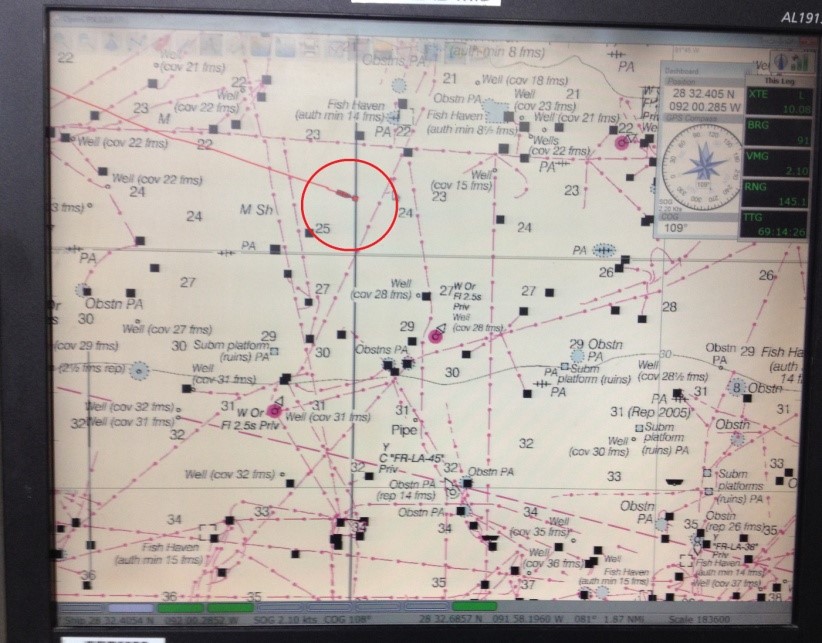 AL191
22
21
Well
(cov 18 fms)
(auth min 8 fms)
PA
(cov 21 fms)
22
Well
(cov 22 fms)
23
M
Fish Haven
(auth min 14 fms)
PA 22
Obstn PA
Well
(cov 23 fms)
21
Fish Haven
(auth min 8½ fms)
Well (cov 21 fms)
Wells
(cov 22 fms)
22
This Leg
28 32.405 N
092 00.285 W
GPS Compass
XTE
BRG
91
VMG
2.10
RNG
145.1
TTG
69:14:26
COG
109°
Well (cov 22 fms)
22
23
PA
Well (cov 22 fms)
24
Well
(cov 15 fms)
23
23
24
M Sh
25
24
24
PA
PA
PA
26
26
27
Obstn PA
30
Well
(cov 28 fms)
27
W Or
Fl 2.5s
Priv
Well
(cov 28 fms)
27
28
Well (cov 27 fms)
29
29
(cov 29 fms)
30
Subm platform
(ruins) PA
30
Obstns PA
30
29
Obstn
PA
Subm
platform (ruins)
PA
30
Well
(cov 28½ fms)
Obstn
PA
29
Fish Ha
(auth
(2½ fms rep)
Well
(cov 31 fms)
8
Obstn
Well (cov 32 fms)
Well (cov 31 fms)
31
W Or
Fl 2.5s Priv
31
Well (cov 31 fms)
31
Pipe
31 (Rep 2005)
PA
31
31
Obstn
32
32
Y
C "FR-LA-45"
Priv
32
Well
(cov 30 fms)
Subm
platform
(ruins) PA
Well (cov 32 fms)
32
Obstn PA
(rep 14 fms)
32
Obstn PA
33
Subm
platforms
(ruins) PA
33
34
33
Obstn PA
34
Well
(cov 35 fms)
Obstn
PA
35
Obstn
(rep 26 fms)
35
Y
"FR-LA-38"
Priv
Fish Haven
(auth min 15 fms)
Well
(cov 36 fms)
Well
Fish Haven
(auth min 15 fms)
Fish Haven
(auth min 14 fms)
Well (cov 37 fms)
36
36
35
35
37
38
Ship 28 32.4054 N 092 00.2852 W SOG 2.10 kts COG 108° 28 32.6857 N 091 58.1960 W 081° 1.87 NMi Scale 183600